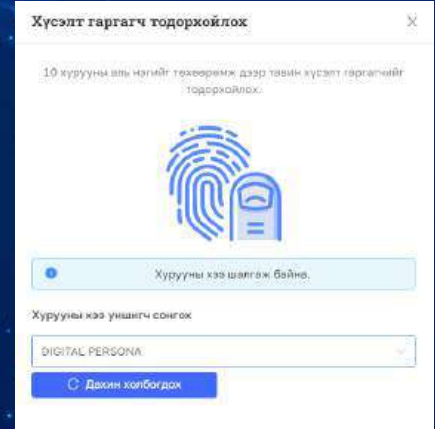 Хүсэлт гаргагч тодорхойлох
10 хурууны аль нэгийг төхөөрөмж дээр тавин хүсэлт гаргагчийг
тодорхойлох.
Хурууны хээ шалгаж байна.
Хурууны хээ уншигч сонгох
DIGITAL PERSONA
Дахин холбогдох